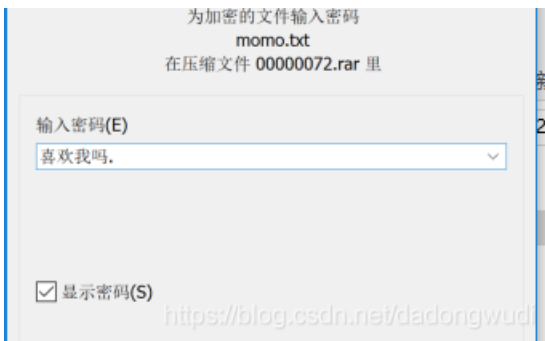 为加密的文件输入密码
momo.txt
在压缩文件 00000072.rar 里
输入密码(E)
喜欢我吗.
显示密码(S)
https://blog.csdn.net/dadongwudi
2